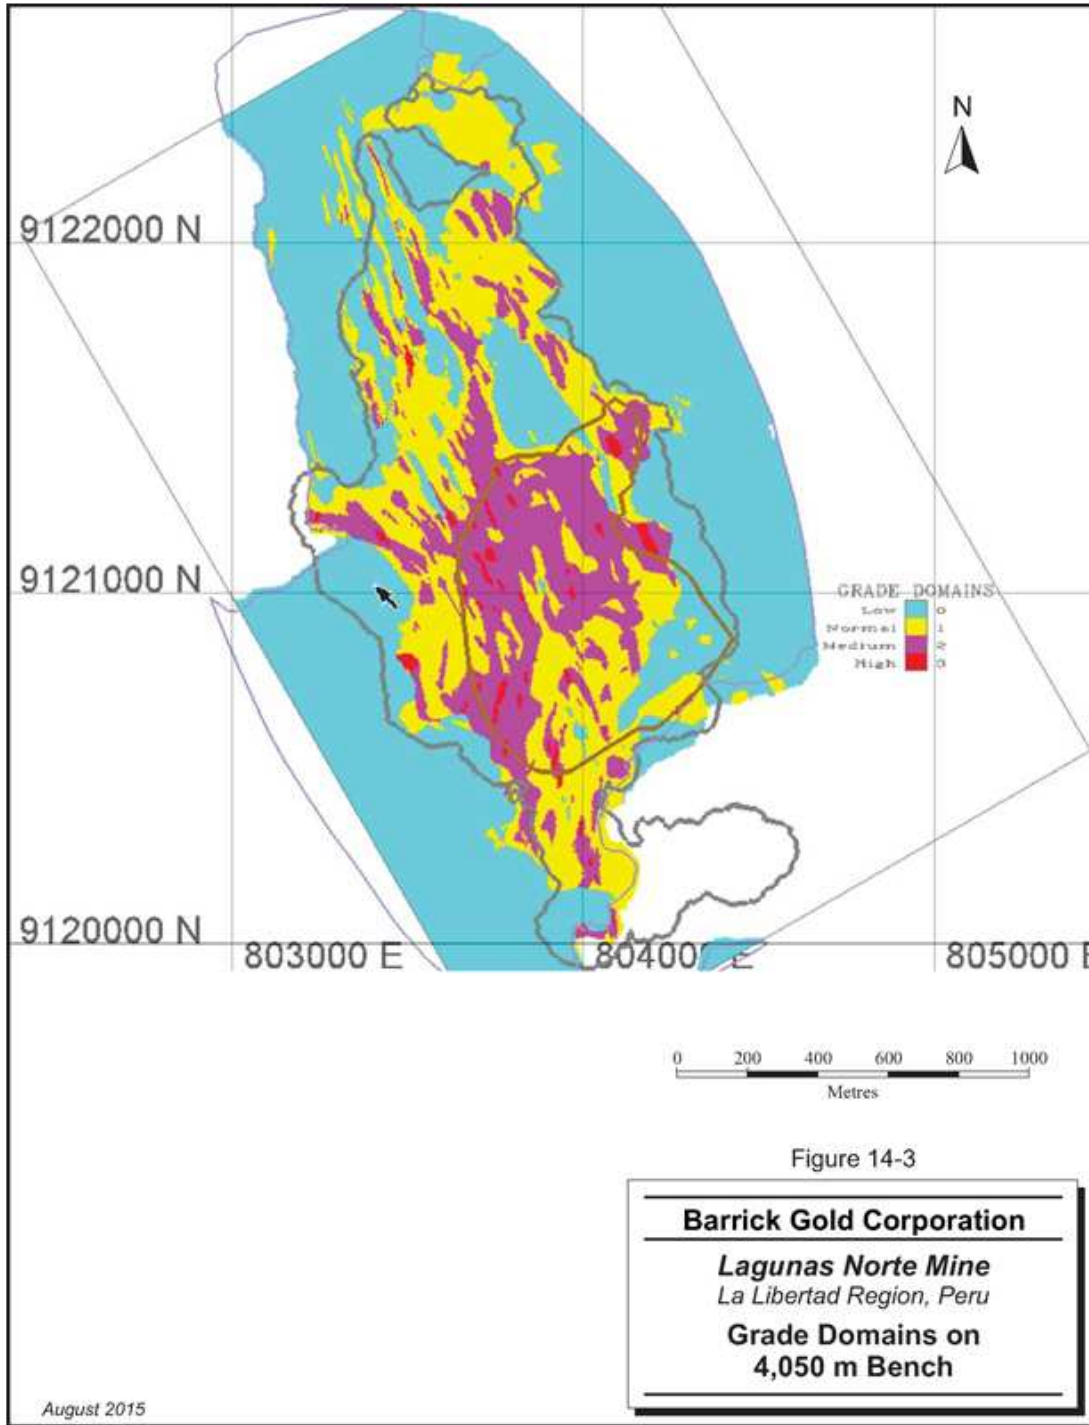 N
9122000 N
GRADE DOMAINS
Low 0
Normal 1
Medium 2
High 3
9121000 N
9120000 N
803000 E
804000 E
805000 E
0 200 400 600 800 1000
Metres
Figure 14-3
Barrick Gold Corporation
Lagunas Norte Mine
La Libertad Region, Peru
Grade Domains on
4,050 m Bench
August 2015